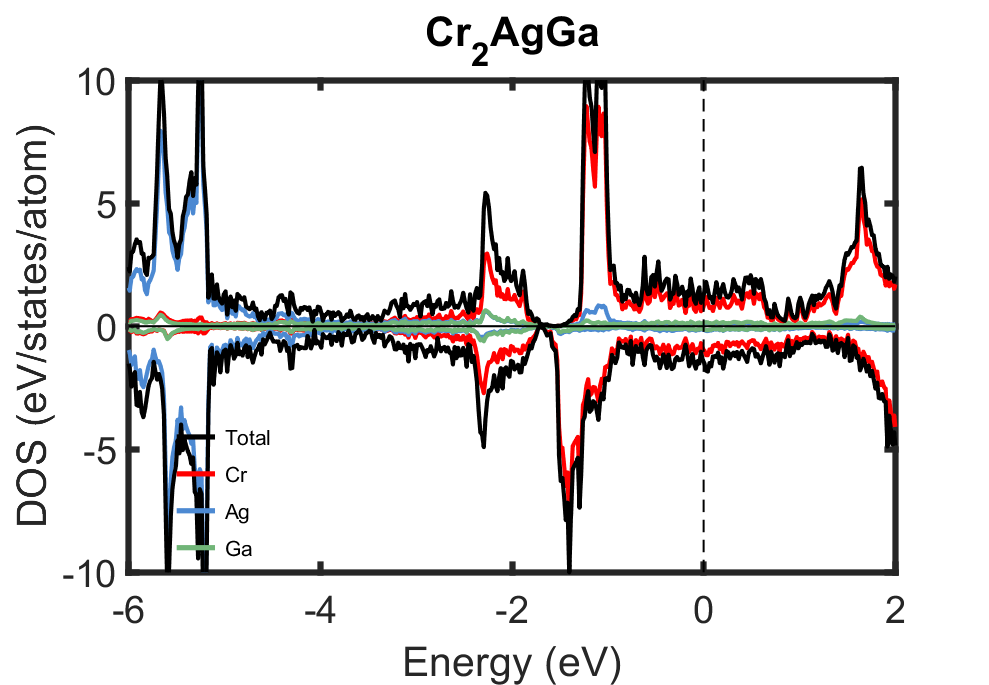 Cr₂AgGa
10
5
0
-5
-10
DOS (eV/states/atom)
Total
Cr
Ag
Ga
-6
-4
-2
0
2
Energy (eV)